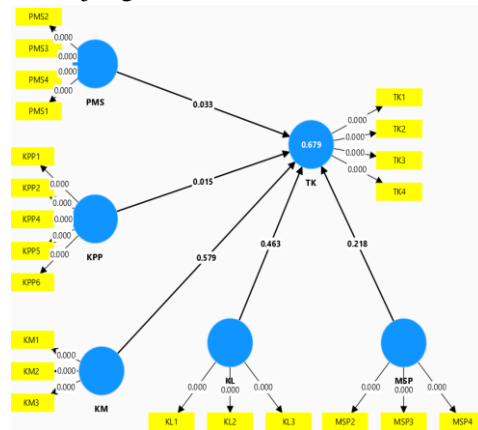 PMS2
0.000
PMS3
0.000
PMS4
0.000
PMS1
PMS
0.033
KPP1
0.000
KPP2
0.000
KPP4
0.000
KPP5
0.000
KPP6
KPP
0.015
0.679
TK
0.000
TK1
0.000
TK2
0.000
TK3
0.000
TK4
0.579
0.463
0.218
KM1
0.000
KM2
0.000
KM3
0.000
KM
KL
0.000
0.000
0.000
KL1
KL2
KL3
MSP
0.000
0.000
0.000
MSP2
MSP3
MSP4